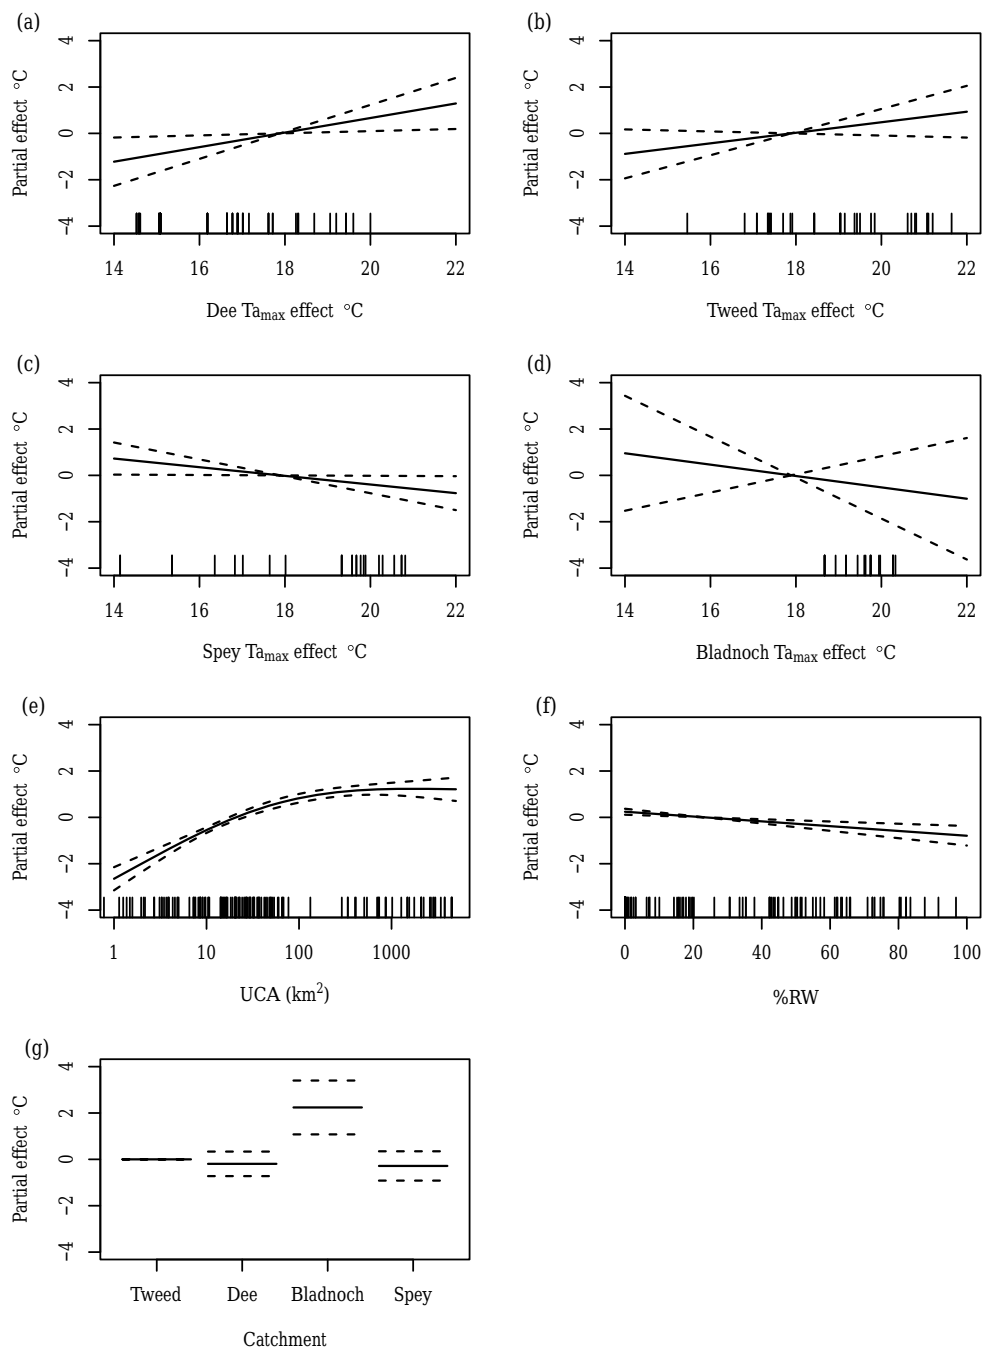 (a)
Partial effect °C
4
2
0
−2
−4
14 16 18 20 22
Dee Tamax effect °C
(b)
Partial effect °C
4
2
0
−2
−4
14 16 18 20 22
Tweed Tamax effect °C
(c)
Partial effect °C
4
2
0
−2
−4
14 16 18 20 22
Spey Tamax effect °C
(d)
Partial effect °C
4
2
0
−2
−4
14 16 18 20 22
Bladnoch Tamax effect °C
(e)
Partial effect °C
4
2
0
−2
−4
1 10 100 1000
UCA (km²)
(f)
Partial effect °C
4
2
0
−2
−4
0 20 40 60 80 100
%RW
(g)
Partial effect °C
4
2
0
−2
−4
Tweed Dee Bladnoch Spey
Catchment